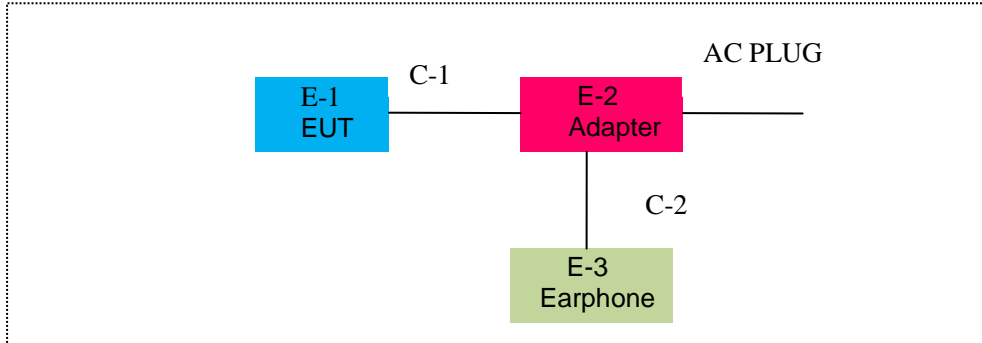 AC PLUG
C-1
E-1
EUT
E-2
Adapter
C-2
E-3
Earphone